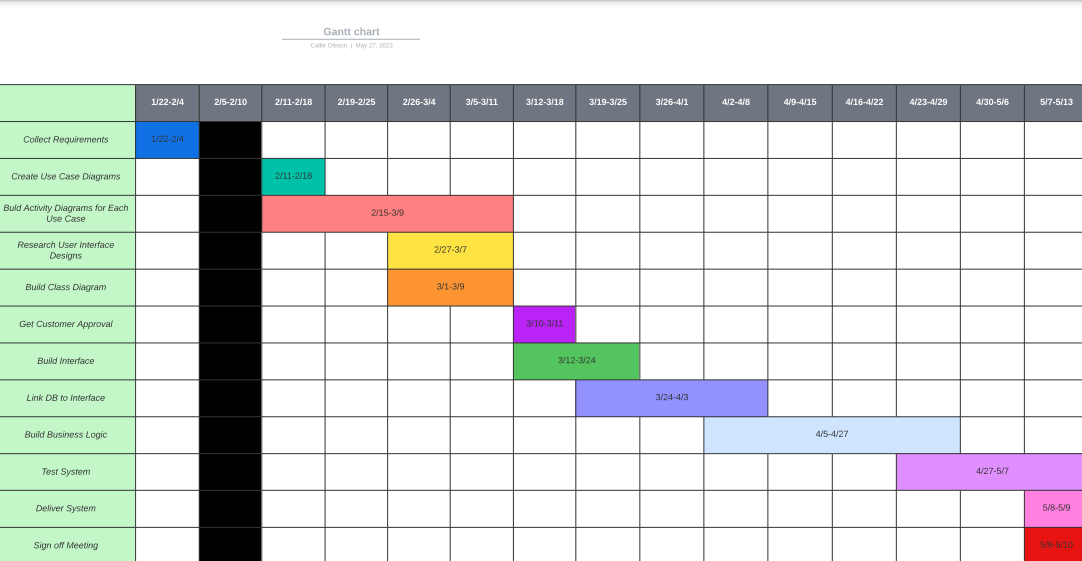 Gantt chart
Callie Oleson | May 27, 2023
1/22-2/4 2/5-2/10 2/11-2/18 2/19-2/25 2/26-3/4 3/5-3/11 3/12-3/18 3/19-3/25 3/26-4/1 4/2-4/8 4/9-4/15 4/16-4/22 4/23-4/29 4/30-5/6 5/7-5/13
Collect Requirements 1/22-2/4
Create Use Case Diagrams 2/11-2/18
Buld Activity Diagrams for Each
Use Case
2/15-3/9
Research User Interface
Designs
2/27-3/7
Build Class Diagram 3/1-3/9
Get Customer Approval 3/10-3/11
Build Interface 3/12-3/24
Link DB to Interface 3/24-4/3
Build Business Logic 4/5-4/27
Test System 4/27-5/7
Deliver System 5/8-5/9
Sign off Meeting 5/9-5/10